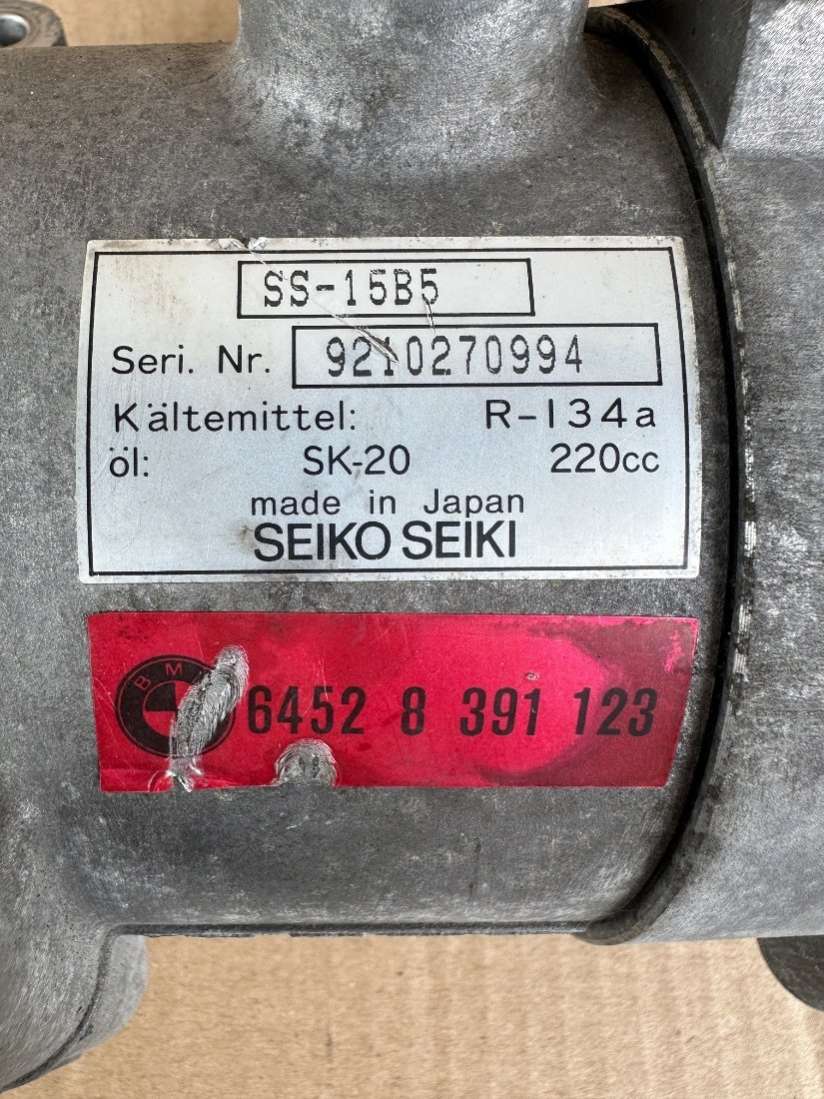 SS-15B5
Seri. Nr. 9210270994
Kältemittel: R-134a
öl: SK-20 220cc
made in Japan
SEIKO SEIKI
BM
6452 8 391 123